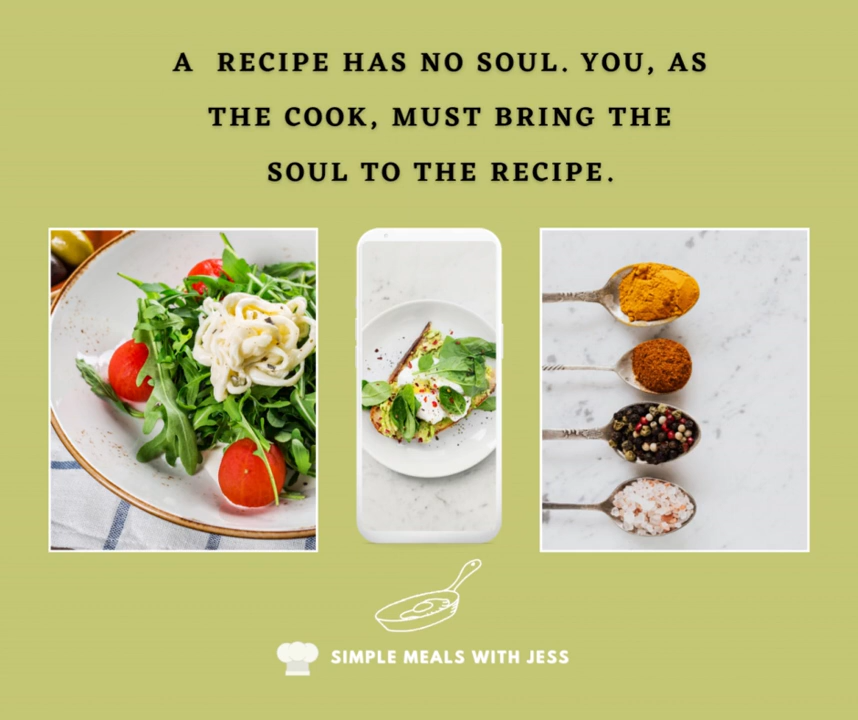 A RECIPE HAS NO SOUL. YOU, AS
THE COOK, MUST BRING THE
SOUL TO THE RECIPE.
SIMPLE MEALS WITH JESS